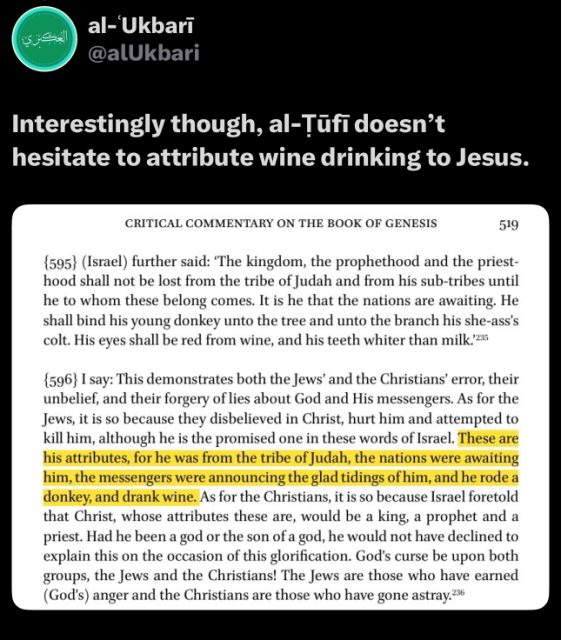 العكبري
al-ʿUkbarī
@alUkbari
Interestingly though, al-Ṭūfī doesn’t
hesitate to attribute wine drinking to Jesus.
CRITICAL COMMENTARY ON THE BOOK OF GENESIS 519
{595} (Israel) further said: ‘The kingdom, the prophethood and the priest-
hood shall not be lost from the tribe of Judah and from his sub-tribes until
he to whom these belong comes. It is he that the nations are awaiting. He
shall bind his young donkey unto the tree and unto the branch his she-ass’s
colt. His eyes shall be red from wine, and his teeth whiter than milk.’235
{596} I say: This demonstrates both the Jews’ and the Christians’ error, their
unbelief, and their forgery of lies about God and His messengers. As for the
Jews, it is so because they disbelieved in Christ, hurt him and attempted to
kill him, although he is the promised one in these words of Israel. These are
his attributes, for he was from the tribe of Judah, the nations were awaiting
him, the messengers were announcing the glad tidings of him, and he rode a
donkey, and drank wine. As for the Christians, it is so because Israel foretold
that Christ, whose attributes these are, would be a king, a prophet and a
priest. Had he been a god or the son of a god, he would not have declined to
explain this on the occasion of this glorification. God’s curse be upon both
groups, the Jews and the Christians! The Jews are those who have earned
(God’s) anger and the Christians are those who have gone astray.236